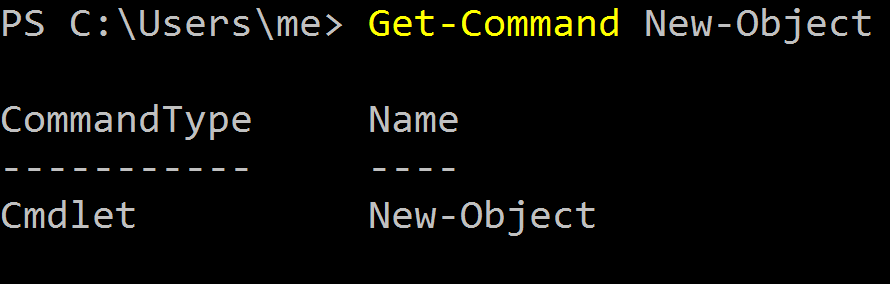 PS C:\Users\me> Get-Command New-Object
CommandType     Name
-----------     ----
Cmdlet          New-Object